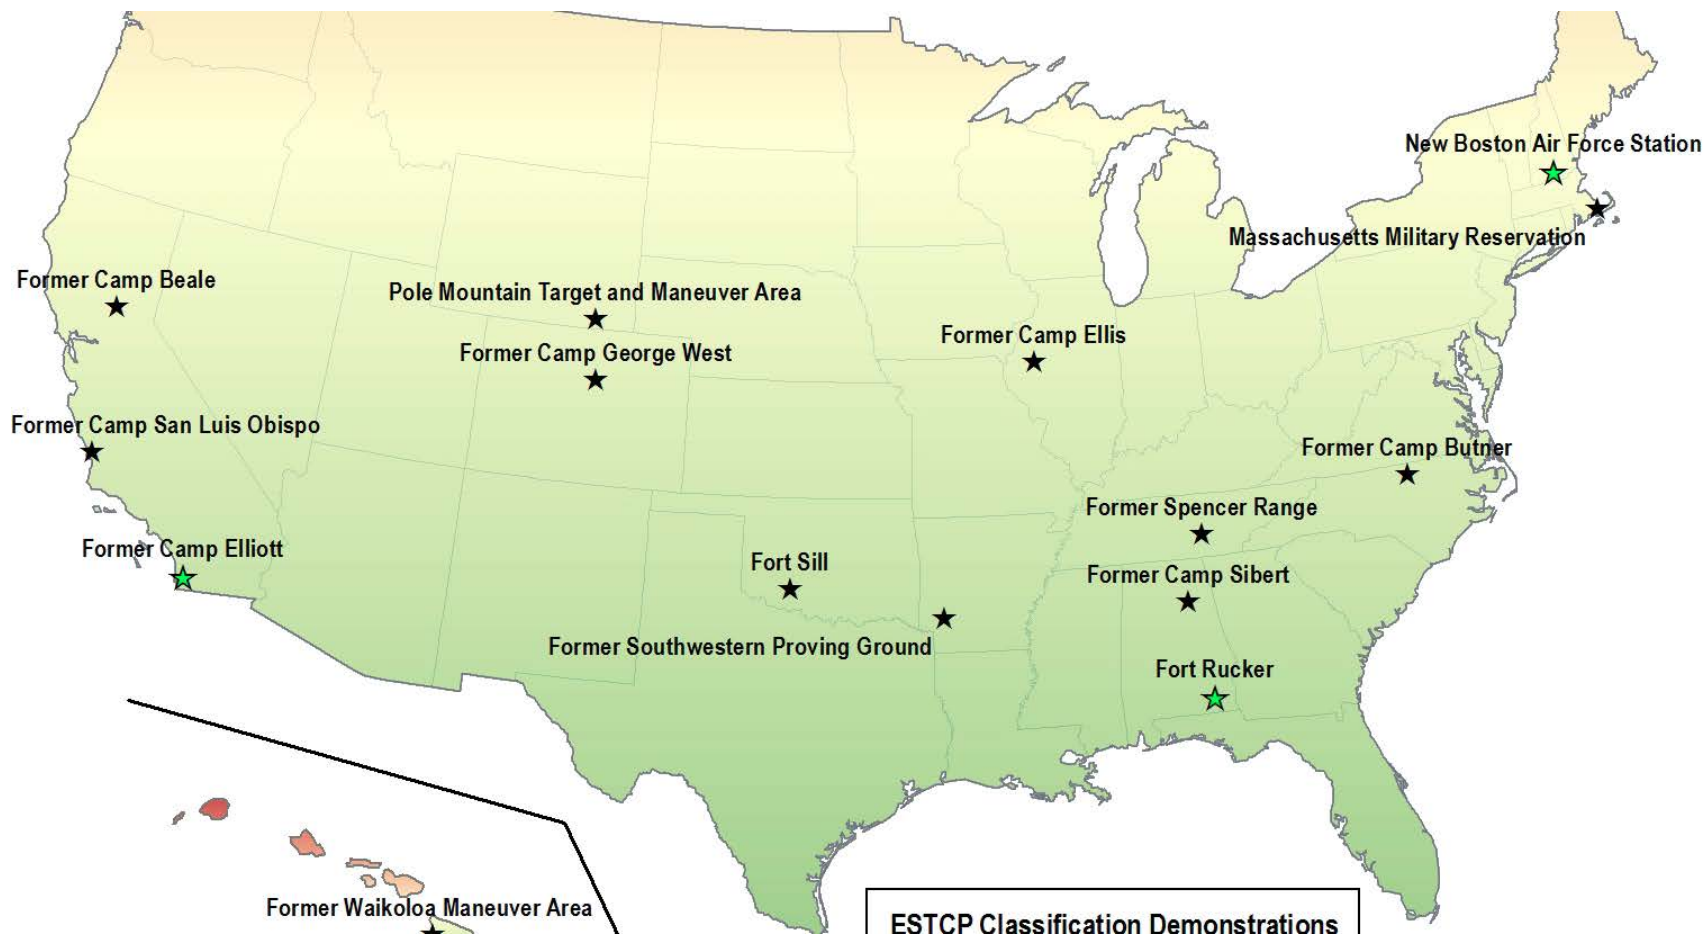 New Boston Air Force Station
Massachusetts Military Reservation
Former Camp Beale
Pole Mountain Target and Maneuver Area
Former Camp Ellis
Former Camp George West
Former Camp San Luis Obispo
Former Camp Butner
Former Spencer Range
Former Camp Elliott
Fort Sill
Former Camp Sibert
Former Southwestern Proving Ground
Fort Rucker
Former Waikoloa Maneuver Area
ESTCP Classification Demonstrations